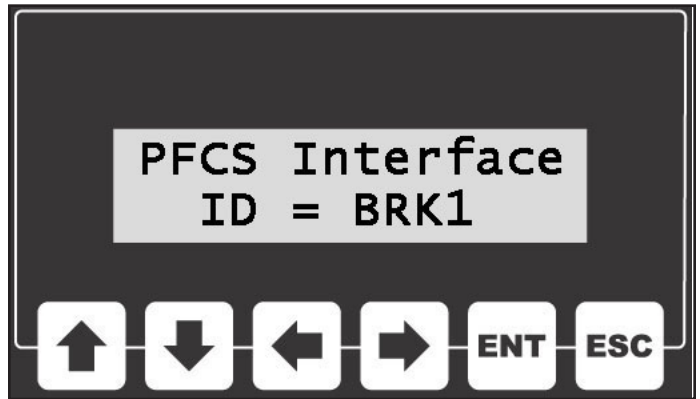 PFCS Interface
ID = BRK1
ENT
ESC